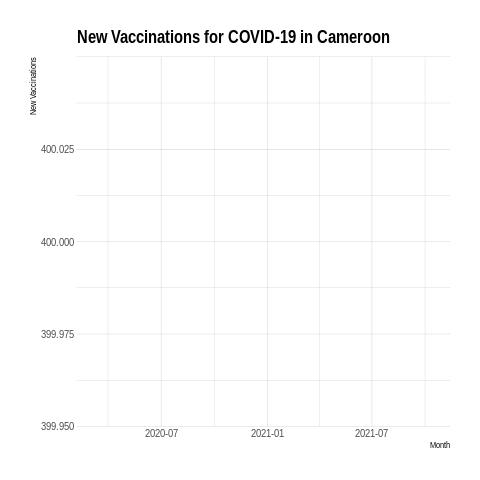 New Vaccinations for COVID-19 in Cameroon
New Vaccinations
400.025
400.000
399.975
399.950
2020-07 2021-01 2021-07
Month